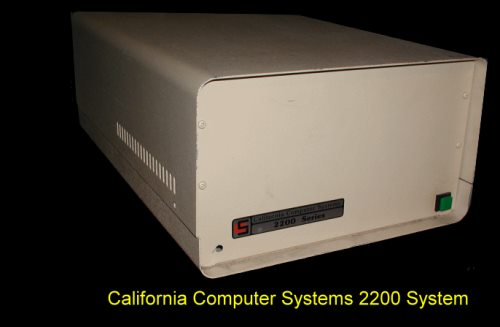 California Computer Systems
2200 Series
California Computer Systems 2200 System